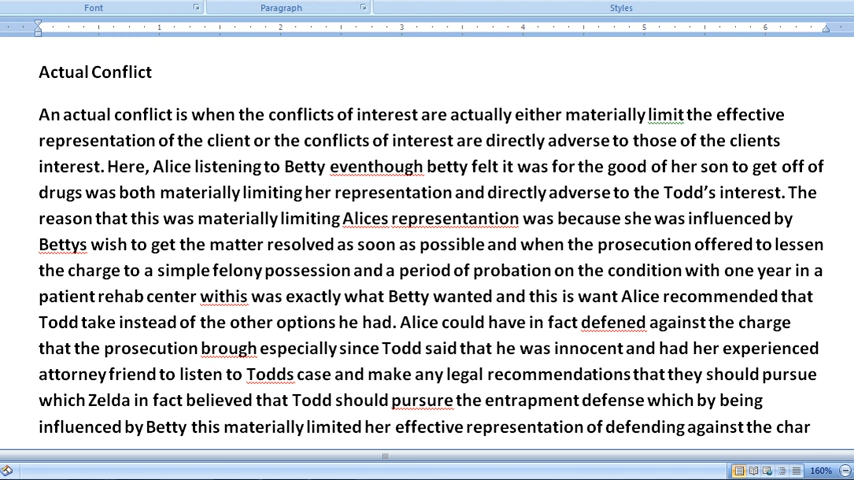 Font Paragraph Styles
1 2 3 4 5 6
Actual Conflict
An actual conflict is when the conflicts of interest are actually either materially limit the effective
representation of the client or the conflicts of interest are directly adverse to those of the clients
interest. Here, Alice listening to Betty eventhough betty felt it was for the good of her son to get off of
drugs was both materially limiting her representation and directly adverse to the Todd’s interest. The
reason that this was materially limiting Alices representantion was because she was influenced by
Bettys wish to get the matter resolved as soon as possible and when the prosecution offered to lessen
the charge to a simple felony possession and a period of probation on the condition with one year in a
patient rehab center withis was exactly what Betty wanted and this is want Alice recommended that
Todd take instead of the other options he had. Alice could have in fact defened against the charge
that the prosecution brough especially since Todd said that he was innocent and had her experienced
attorney friend to listen to Todds case and make any legal recommendations that they should pursue
which Zelda in fact believed that Todd should pursure the entrapment defense which by being
influenced by Betty this materially limited her effective representation of defending against the char
160%